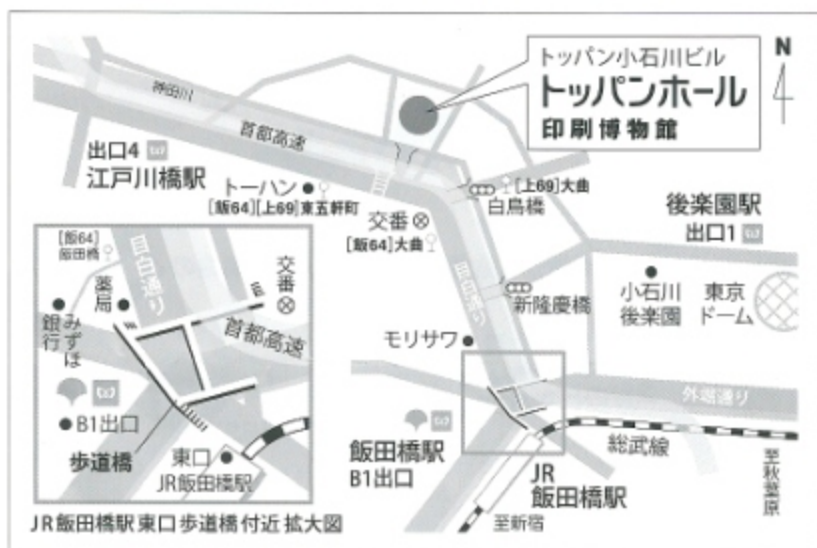 トッパン小石川ビル
トッパンホール
印刷博物館
N
神田川
首都高速
出口4
江戸川橋駅
トーハン
[飯64][上69]東五軒町
[上69]大曲
白鳥橋
交番
[飯64]大曲
後楽園駅
出口1
目白通り
新隆慶橋
小石川
後楽園
東京
ドーム
モリサワ
外堀通り
飯田橋駅
B1出口
JR
飯田橋駅
総武線
至秋葉原
至新宿
[飯64]
飯田橋
目白通り
交番
薬局
みずほ
銀行
首都高速
B1出口
歩道橋
東口
JR飯田橋駅
JR飯田橋駅東口歩道橋付近拡大図